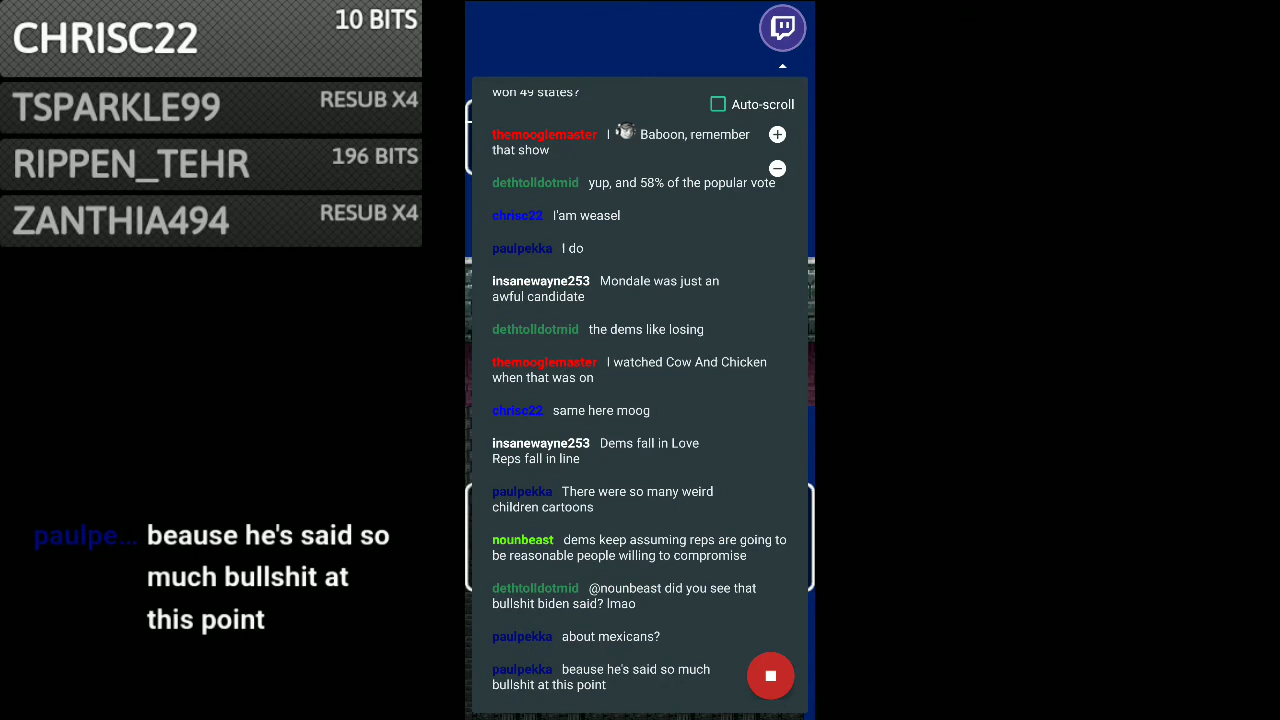 CHRISC22 10 BITS
TSPARKLE99 RESUB X4
RIPPEN_TEHR 196 BITS
ZANTHIA494 RESUB X4
paulpe... beause he's said so
much bullshit at
this point
won 49 states?
Auto-scroll
themooglemaster I Baboon, remember
that show
dethtolldotmid yup, and 58% of the popular vote
chrisc22 I'am weasel
paulpekka I do
insanewayne253 Mondale was just an
awful candidate
dethtolldotmid the dems like losing
themooglemaster I watched Cow And Chicken
when that was on
chrisc22 same here moog
insanewayne253 Dems fall in Love
Reps fall in line
paulpekka There were so many weird
children cartoons
nounbeast dems keep assuming reps are going to
be reasonable people willing to compromise
dethtolldotmid @nounbeast did you see that
bullshit biden said? lmao
paulpekka about mexicans?
paulpekka beause he's said so much
bullshit at this point